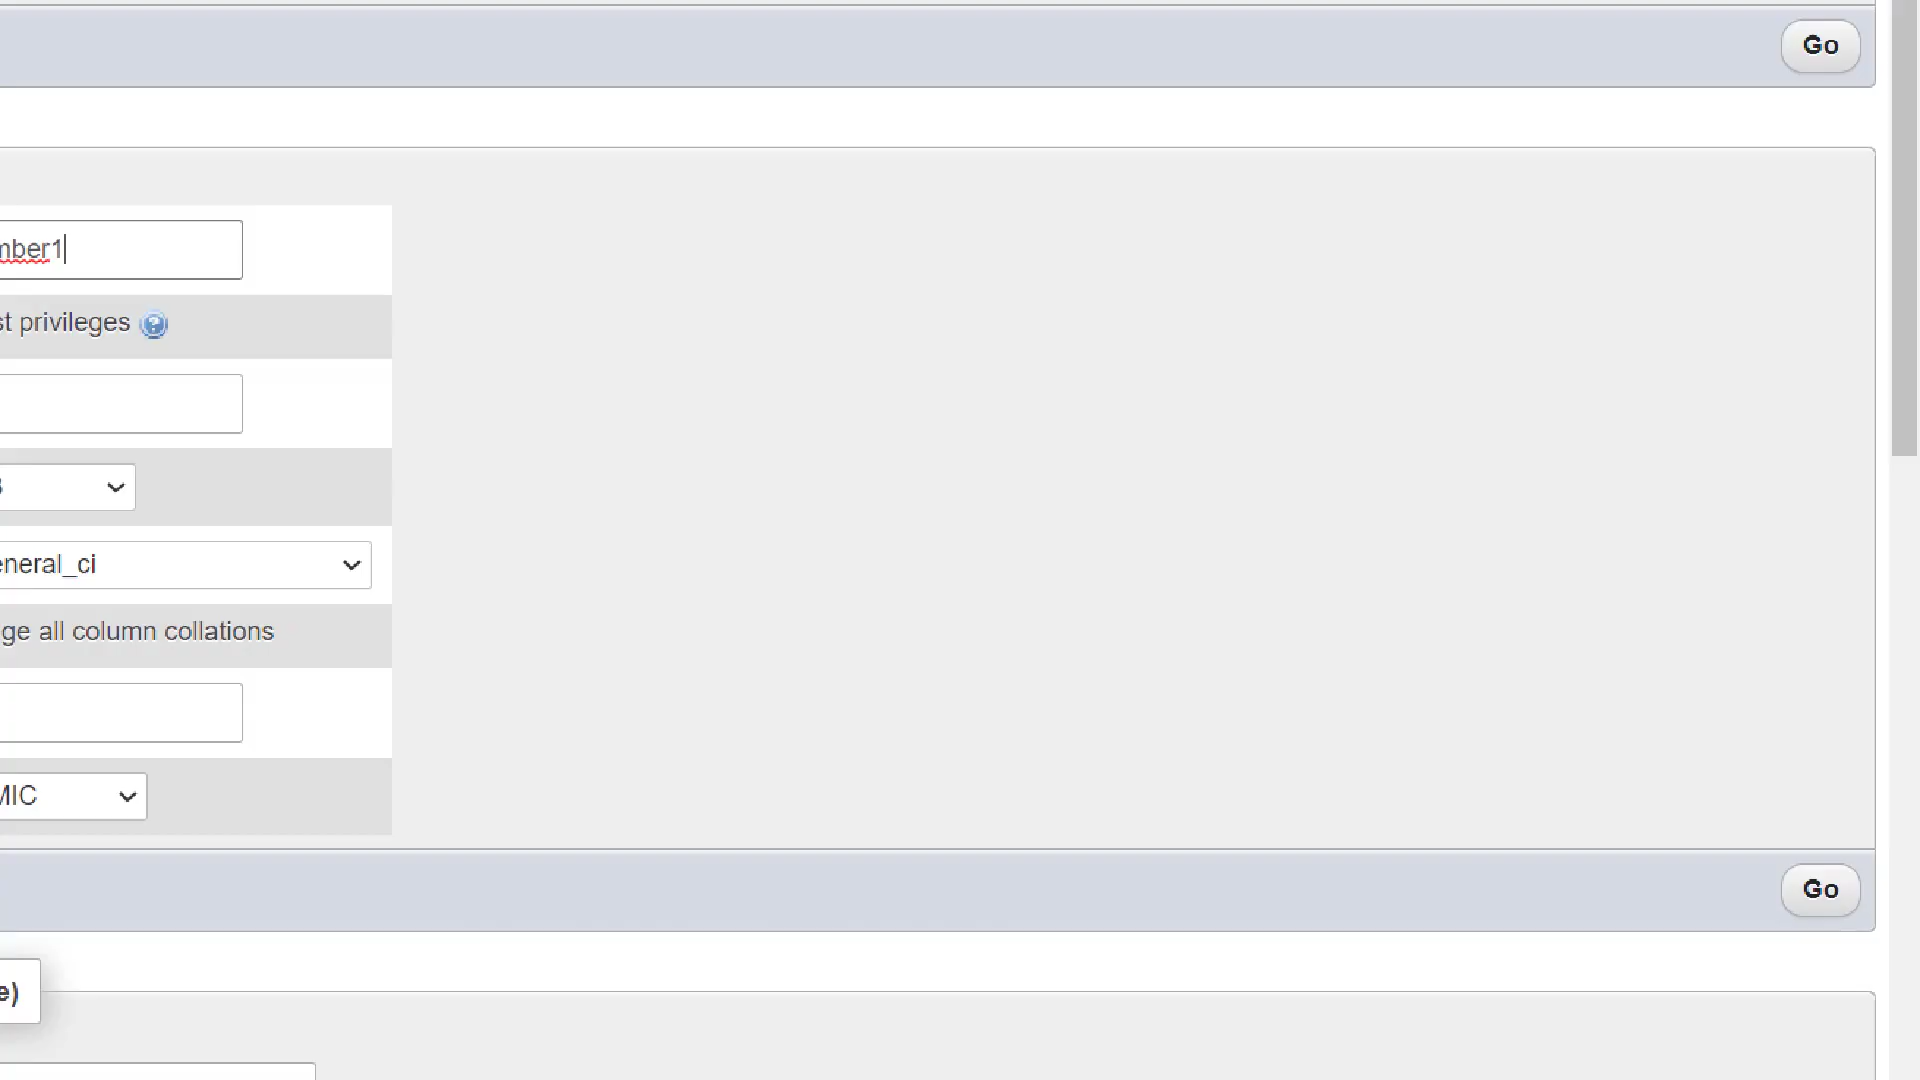 Go
mber1
st privileges
eneral_ci
ge all column collations
MIC
Go
e)